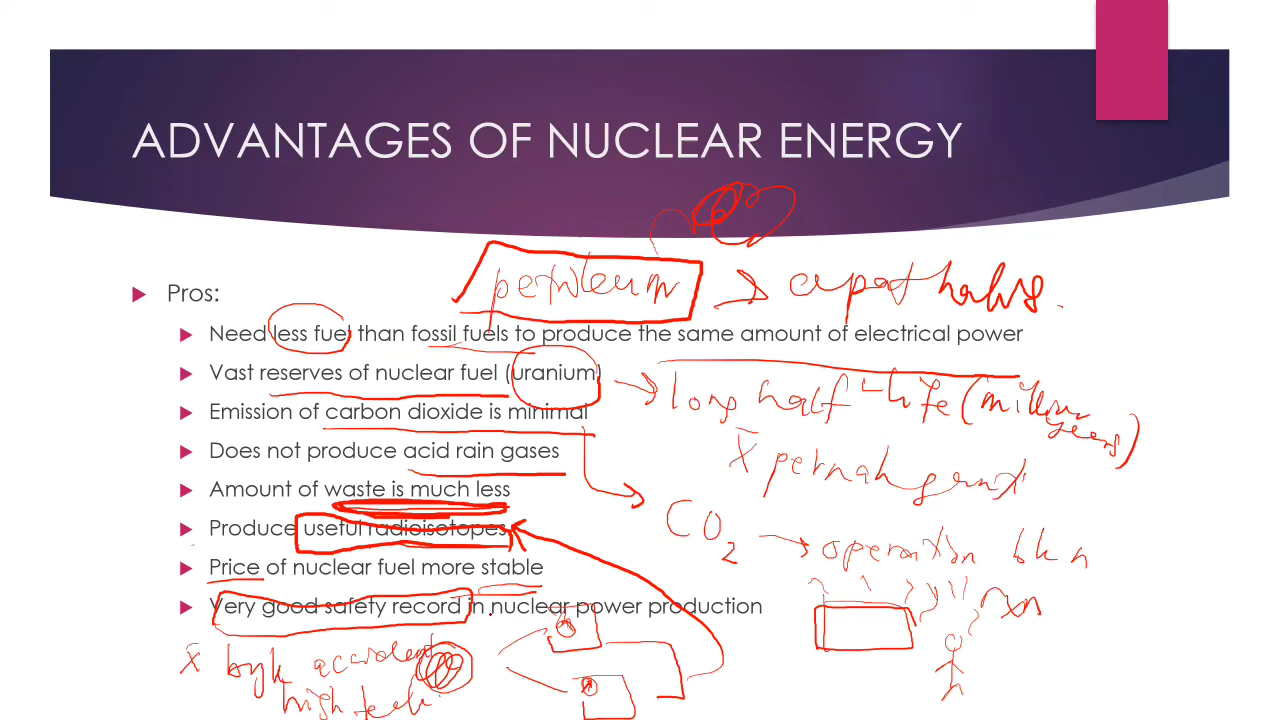 ADVANTAGES OF NUCLEAR ENERGY
petroleum →
Pros:
Need less fuel than fossil fuels to produce the same amount of electrical power
Vast reserves of nuclear fuel (uranium)
→ long half-life (million years)
Emission of carbon dioxide is minimal
Does not produce acid rain gases
x̄ pernah
Amount of waste is much less
Produce useful radioisotopes
CO2 →
Price of nuclear fuel more stable
Very good safety record in nuclear power production
rxn
x̄ accident
high tech